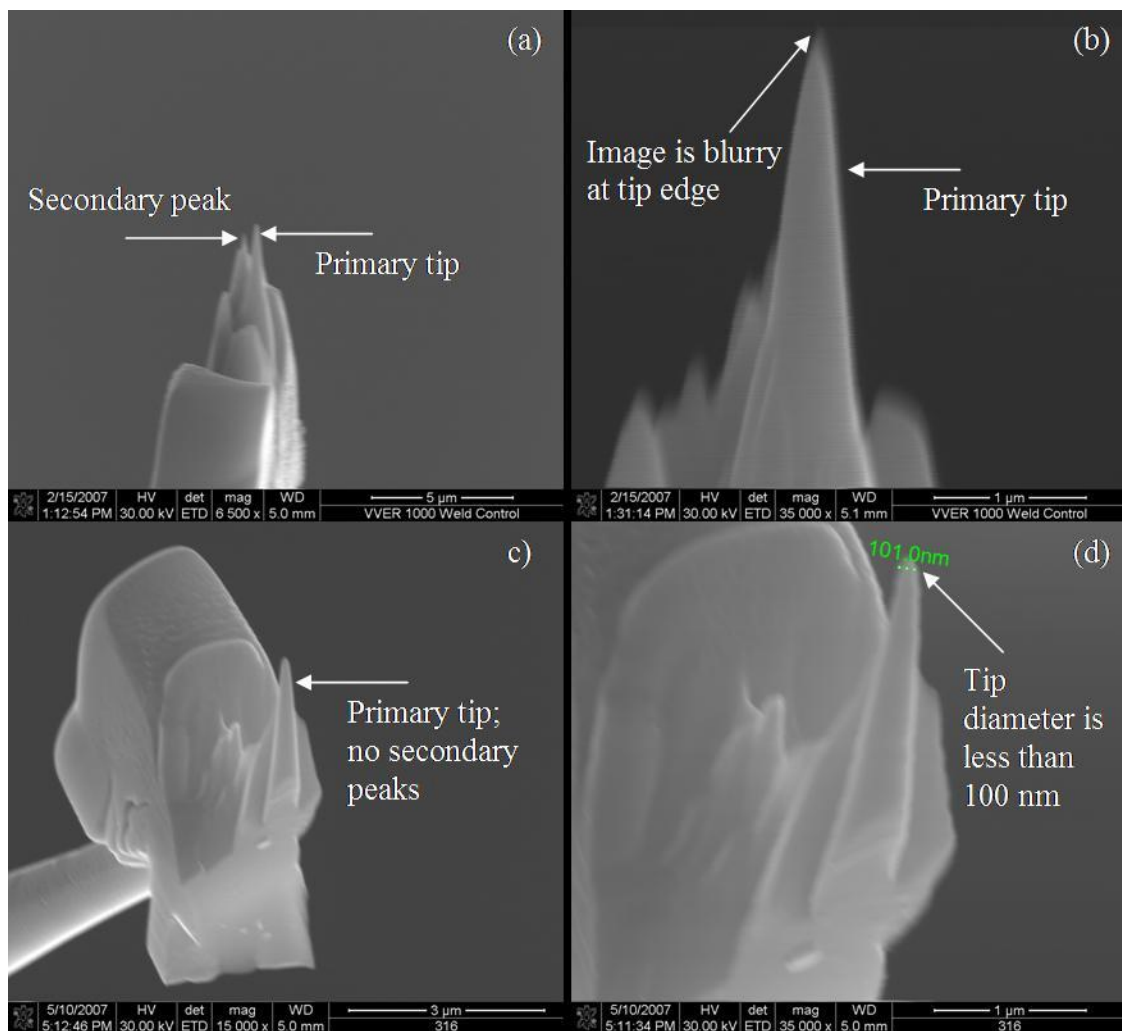 (a)
Secondary peak
Primary tip
2/15/2007 HV det mag WD 5 µm
1:12:54 PM 30.00 kV ETD 6 500 x 5.0 mm VVER 1000 Weld Control
(b)
Image is blurry
at tip edge
Primary tip
2/15/2007 HV det mag WD 1 µm
1:31:14 PM 30.00 kV ETD 35 000 x 5.1 mm VVER 1000 Weld Control
c)
Primary tip;
no secondary
peaks
5/10/2007 HV det mag WD 3 µm
5:12:46 PM 30.00 kV ETD 15 000 x 5.0 mm 316
(d)
101.0nm
Tip
diameter is
less than
100 nm
5/10/2007 HV det mag WD 1 µm
5:11:34 PM 30.00 kV ETD 35 000 x 5.0 mm 316